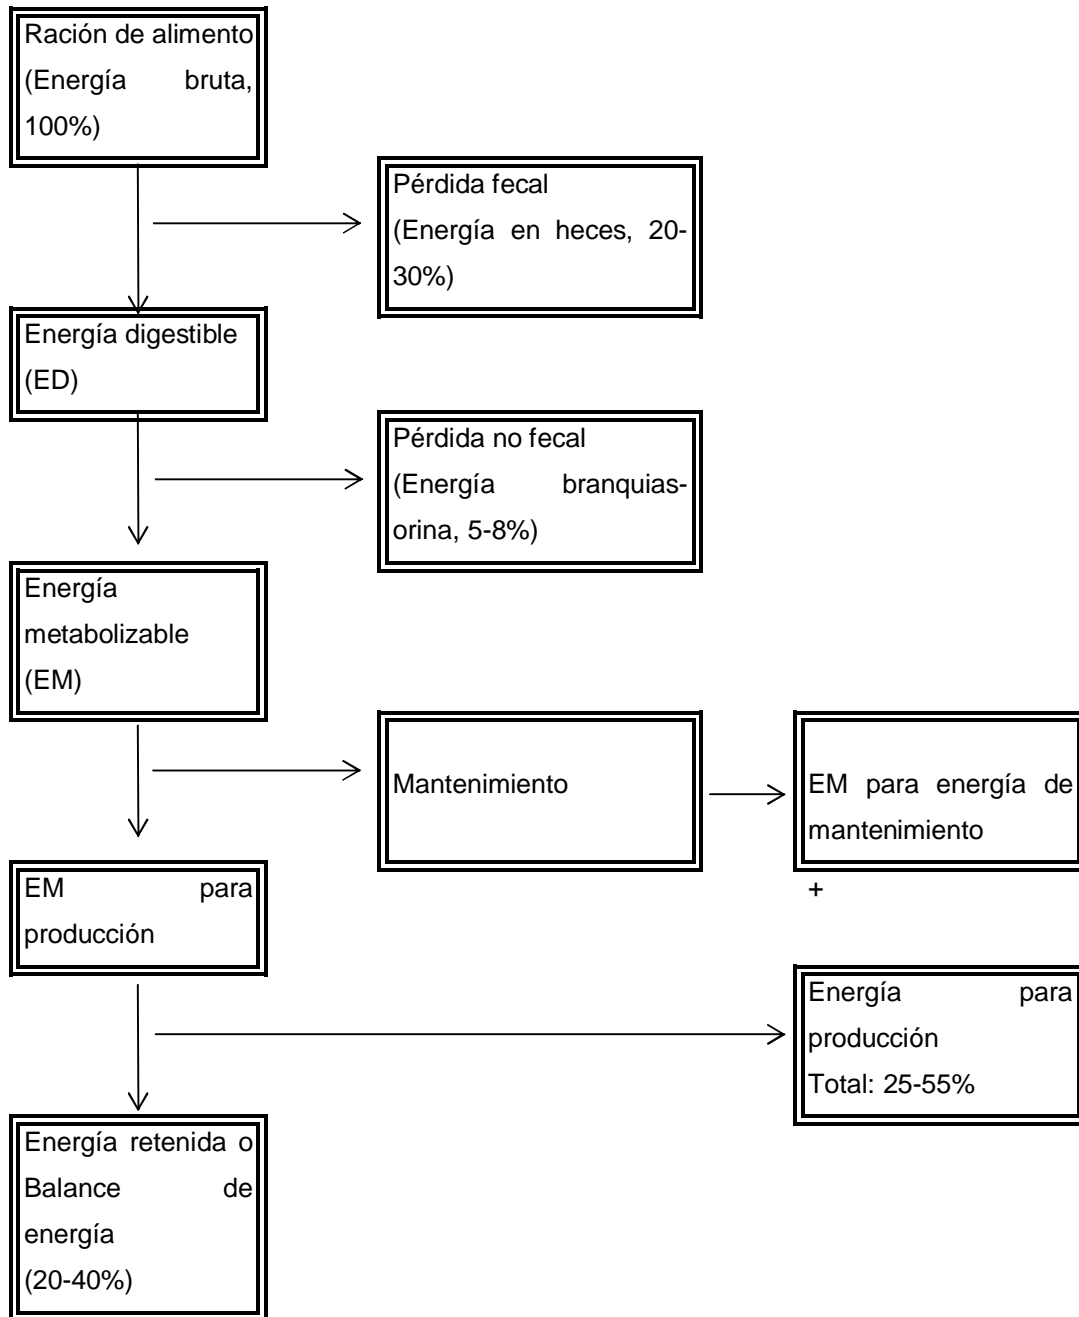 Ración de alimento
(Energía bruta,
100%)
Pérdida fecal
(Energía en heces, 20-
30%)
Energía digestible
(ED)
Pérdida no fecal
(Energía branquias-
orina, 5-8%)
Energía
metabolizable
(EM)
Mantenimiento
EM para energía de
mantenimiento
EM para
producción
+
Energía para
producción
Total: 25-55%
Energía retenida o
Balance de
energía
(20-40%)